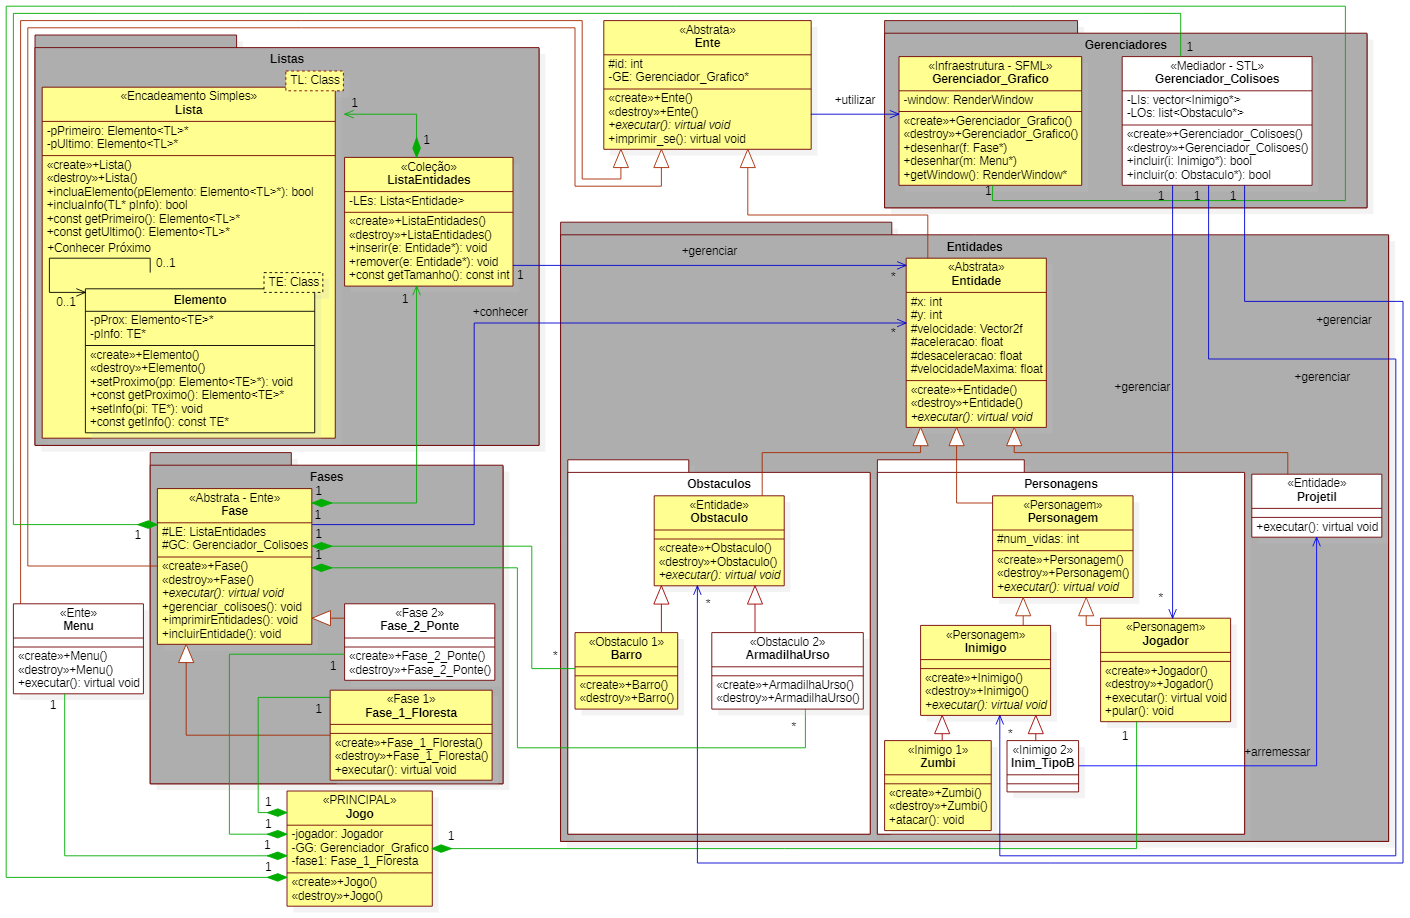 Listas
TL: Class
«Encadeamento Simples»
Lista
-pPrimeiro: Elemento<TL>*
-pUltimo: Elemento<TL>*
«create»+Lista()
«destroy»+Lista()
+incluaElemento(pElemento: Elemento<TL>*): bool
+incluaInfo(TL* pInfo): bool
+const getPrimeiro(): Elemento<TL>*
+const getUltimo(): Elemento<TL>*
+Conhecer Próximo
0..1
0..1
TE: Class
Elemento
-pProx: Elemento<TE>*
-pInfo: TE*
«create»+Elemento()
«destroy»+Elemento()
+setProximo(pp: Elemento<TE>*): void
+const getProximo(): Elemento<TE>*
+setInfo(pi: TE*): void
+const getInfo(): const TE*
1
1
«Coleção»
ListaEntidades
-LEs: Lista<Entidade>
«create»+ListaEntidades()
«destroy»+ListaEntidades()
+inserir(e: Entidade*): void
+remover(e: Entidade*): void
+const getTamanho(): const int
1
1
«Abstrata»
Ente
#id: int
-GE: Gerenciador_Grafico*
«create»+Ente()
«destroy»+Ente()
+executar(): virtual void
+imprimir_se(): virtual void
+utilizar
Gerenciadores
«Infraestrutura - SFML»
Gerenciador_Grafico
-window: RenderWindow
«create»+Gerenciador_Grafico()
«destroy»+Gerenciador_Grafico()
+desenhar(f: Fase*)
+desenhar(m: Menu*)
+getWindow(): RenderWindow*
1
1
«Mediador - STL»
Gerenciador_Colisoes
-LIs: vector<Inimigo*>
-LOs: list<Obstaculo*>
«create»+Gerenciador_Colisoes()
«destroy»+Gerenciador_Colisoes()
+incluir(i: Inimigo*): bool
+incluir(o: Obstaculo*): bool
1
1
1
+gerenciar
*
+conhecer
*
+gerenciar
+gerenciar
+gerenciar
Entidades
«Abstrata»
Entidade
#x: int
#y: int
#velocidade: Vector2f
#aceleracao: float
#desaceleracao: float
#velocidadeMaxima: float
«create»+Entidade()
«destroy»+Entidade()
+executar(): virtual void
Obstaculos
«Entidade»
Obstaculo
«create»+Obstaculo()
«destroy»+Obstaculo()
+executar(): virtual void
*
«Obstaculo 1»
Barro
«create»+Barro()
«destroy»+Barro()
*
«Obstaculo 2»
ArmadilhaUrso
«create»+ArmadilhaUrso()
«destroy»+ArmadilhaUrso()
*
Personagens
«Personagem»
Personagem
#num_vidas: int
«create»+Personagem()
«destroy»+Personagem()
+executar(): virtual void
*
«Personagem»
Inimigo
«create»+Inimigo()
«destroy»+Inimigo()
+executar(): virtual void
*
«Personagem»
Jogador
«create»+Jogador()
«destroy»+Jogador()
+executar(): virtual void
+pular(): void
1
«Inimigo 1»
Zumbi
«create»+Zumbi()
«destroy»+Zumbi()
+atacar(): void
«Inimigo 2»
Inim_TipoB
+arremessar
«Entidade»
Projetil
+executar(): virtual void
Fases
«Abstrata - Ente»
Fase
#LE: ListaEntidades
#GC: Gerenciador_Colisoes
«create»+Fase()
«destroy»+Fase()
+executar(): virtual void
+gerenciar_colisoes(): void
+imprimirEntidades(): void
+incluirEntidade(): void
1
1
1
1
1
«Fase 2»
Fase_2_Ponte
«create»+Fase_2_Ponte()
«destroy»+Fase_2_Ponte()
1
«Fase 1»
Fase_1_Floresta
«create»+Fase_1_Floresta()
«destroy»+Fase_1_Floresta()
+executar(): virtual void
1
«Ente»
Menu
«create»+Menu()
«destroy»+Menu()
+executar(): virtual void
1
«PRINCIPAL»
Jogo
-jogador: Jogador
-GG: Gerenciador_Grafico
-fase1: Fase_1_Floresta
«create»+Jogo()
«destroy»+Jogo()
1
1
1
1
1